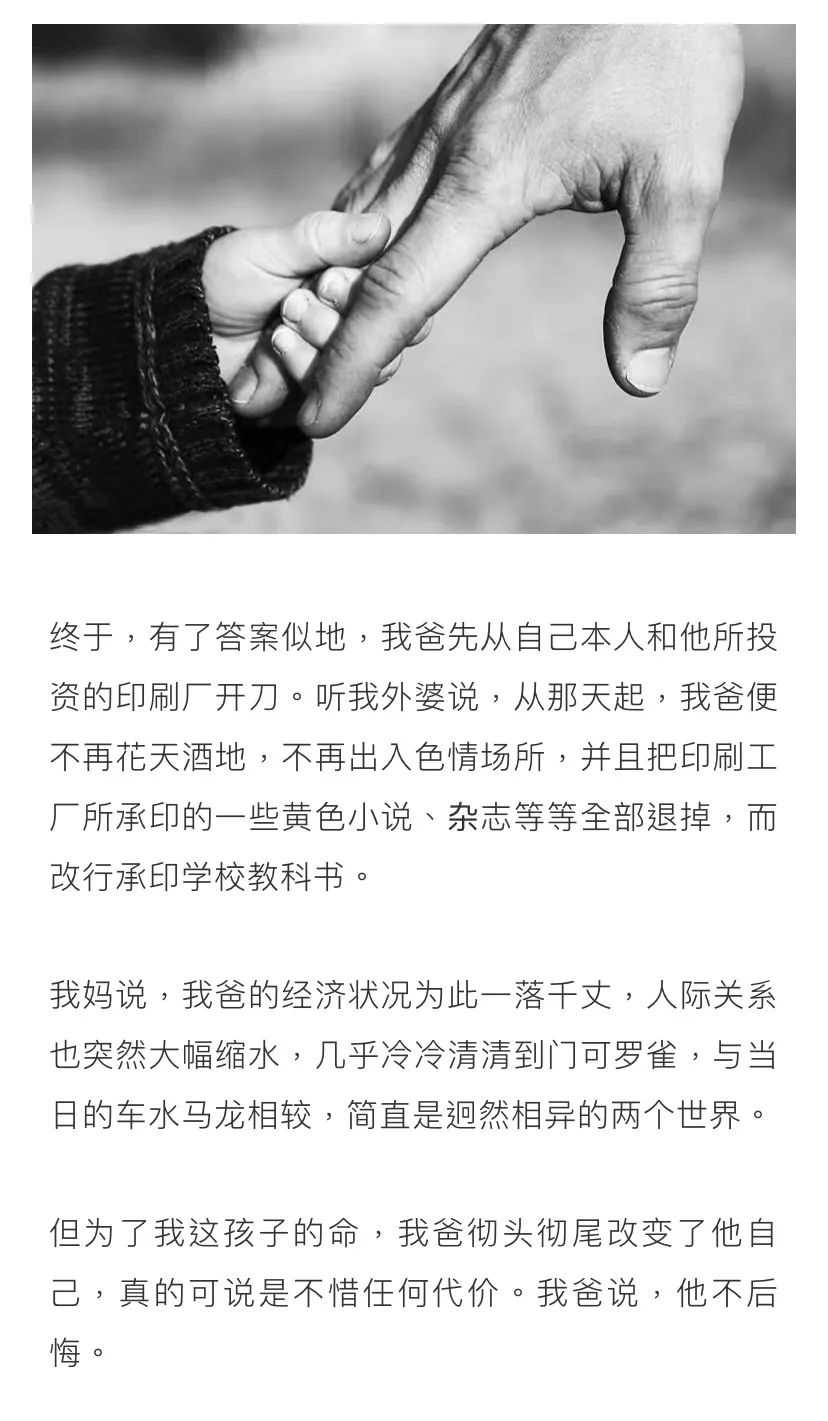 终于，有了答案似地，我爸先从自己本人和他所投
资的印刷厂开刀。听我外婆说，从那天起，我爸便
不再花天酒地，不再出入色情场所，并且把印刷工
厂所承印的一些黄色小说、杂志等等全部退掉，而
改行承印学校教科书。
我妈说，我爸的经济状况为此一落千丈，人际关系
也突然大幅缩水，几乎冷冷清清到门可罗雀，与当
日的车水马龙相较，简直是迥然相异的两个世界。
但为了我这孩子的命，我爸彻头彻尾改变了他自
己，真的可说是不惜任何代价。我爸说，他不后
悔。